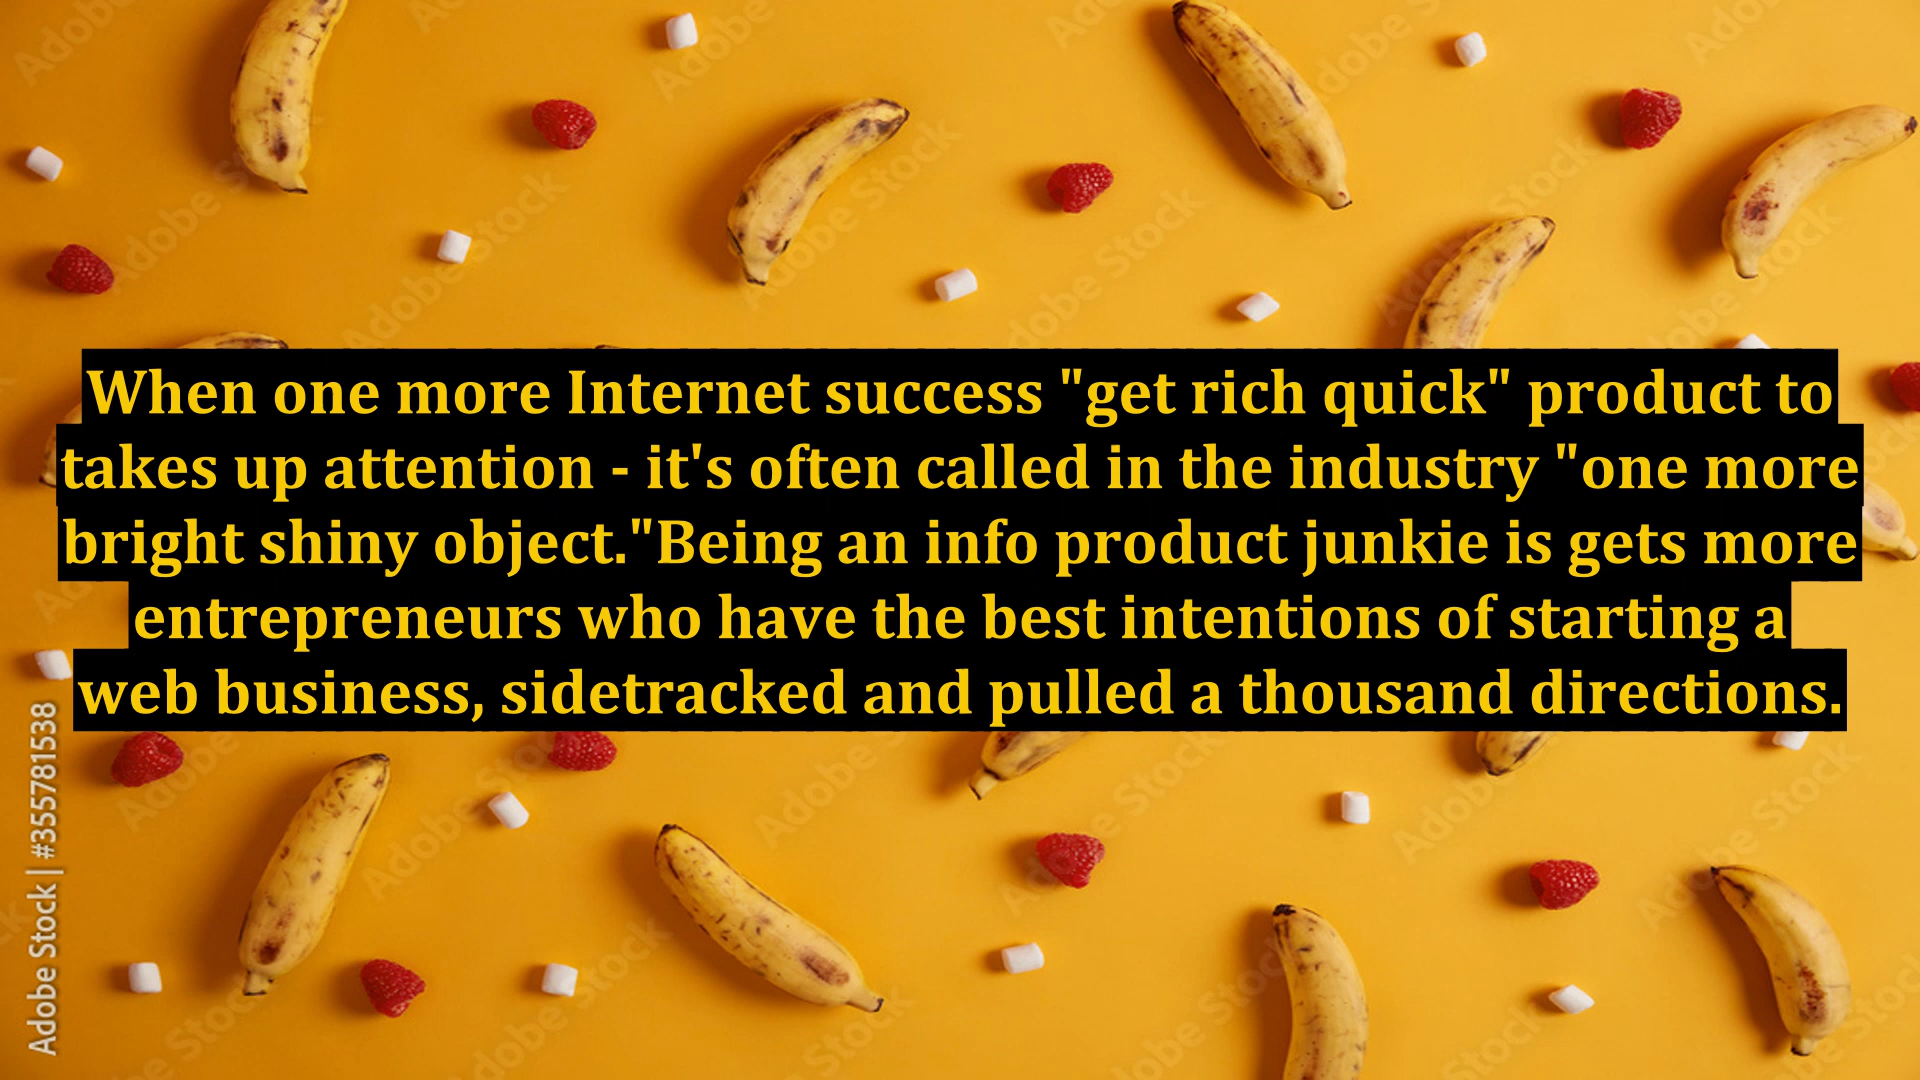 When one more Internet success "get rich quick" product to
takes up attention - it's often called in the industry "one more
bright shiny object."Being an info product junkie is gets more
entrepreneurs who have the best intentions of starting a
web business, sidetracked and pulled a thousand directions.
Adobe Stock | #355781538